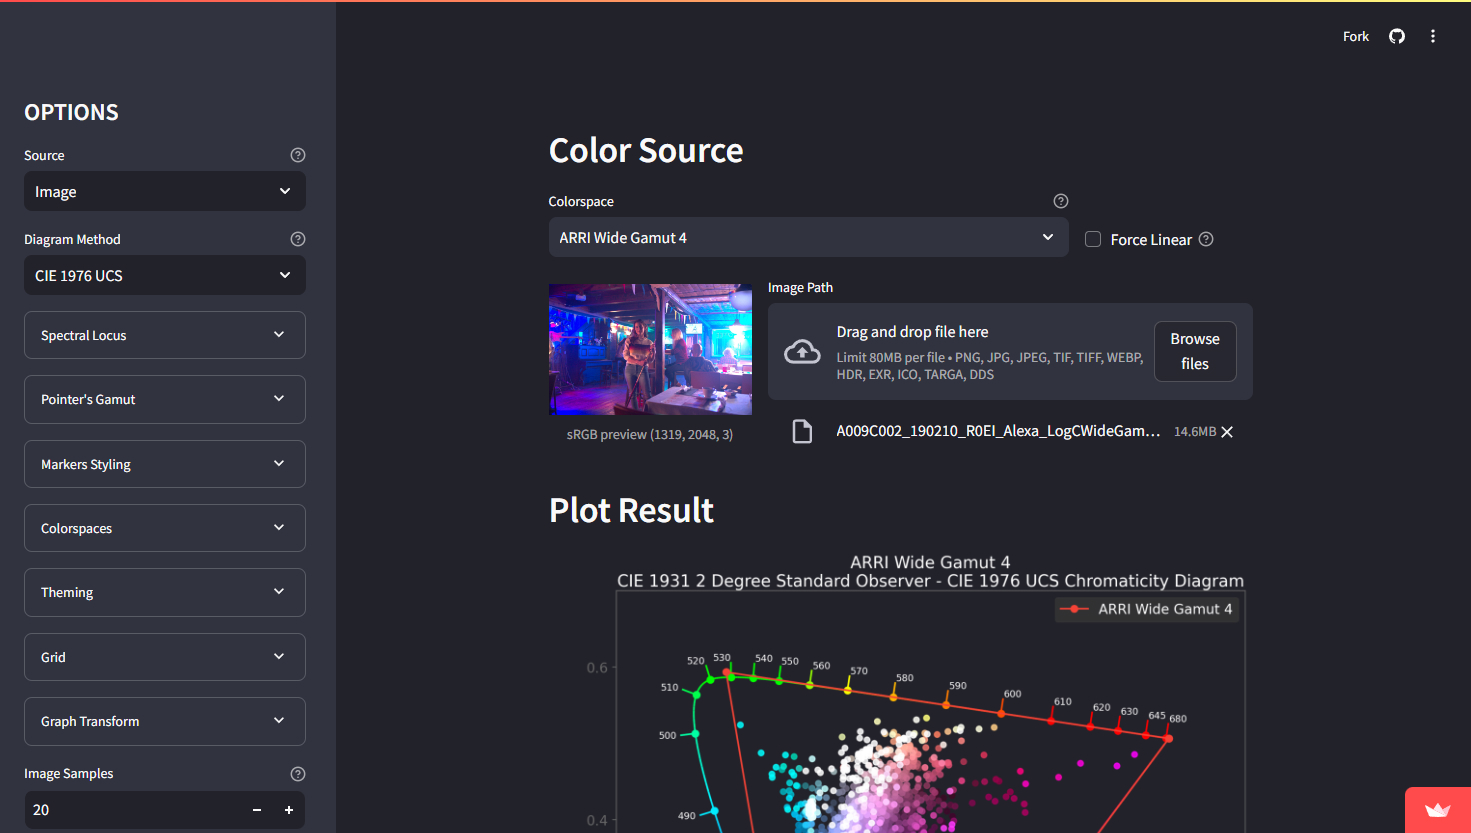 Fork
OPTIONS
Source
Image
Diagram Method
CIE 1976 UCS
Spectral Locus
Pointer's Gamut
Markers Styling
Colorspaces
Theming
Grid
Graph Transform
Image Samples
20
Color Source
Colorspace
ARRI Wide Gamut 4
Force Linear
sRGB preview (1319, 2048, 3)
Image Path
Drag and drop file here
Limit 80MB per file • PNG, JPG, JPEG, TIF, TIFF, WEBP,
HDR, EXR, ICO, TARGA, DDS
Browse
files
A009C002_190210_R0EI_Alexa_LogCWideGam... 14.6MB
Plot Result
ARRI Wide Gamut 4
CIE 1931 2 Degree Standard Observer - CIE 1976 UCS Chromaticity Diagram
ARRI Wide Gamut 4
0.6
0.4
490
500
510
520
530
540
550
560
570
580
590
600
610
620
630
645
680